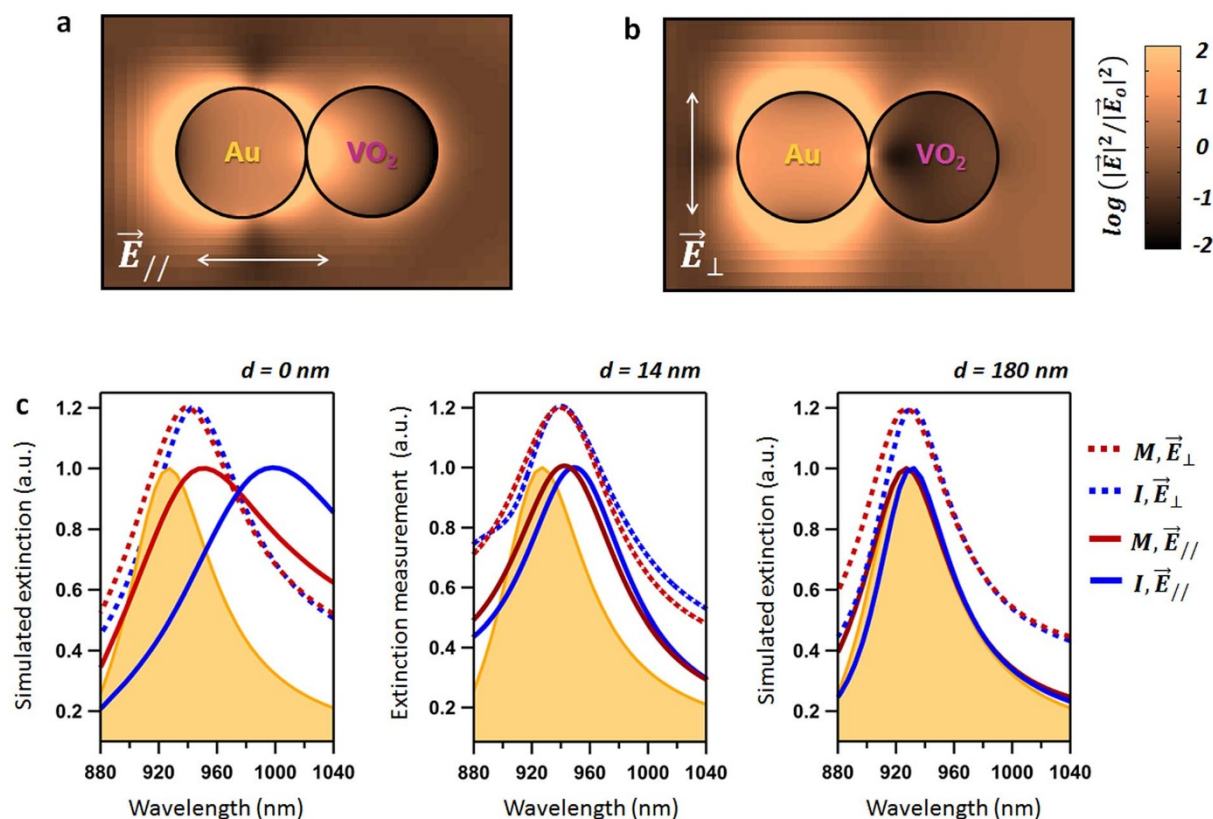 a
b
Au
VO₂
Au
VO₂
E⃗//
E⃗⊥
log (|E⃗|²/|E⃗o|²)
2
1
0
-1
-2
c
d = 0 nm
d = 14 nm
d = 180 nm
Simulated extinction (a.u.)
1.2
1.0
0.8
0.6
0.4
0.2
880 920 960 1000 1040
Wavelength (nm)
Extinction measurement (a.u.)
1.2
1.0
0.8
0.6
0.4
0.2
880 920 960 1000 1040
Wavelength (nm)
Simulated extinction (a.u.)
1.2
1.0
0.8
0.6
0.4
0.2
880 920 960 1000 1040
Wavelength (nm)
M, E⃗⊥
I, E⃗⊥
M, E⃗//
I, E⃗//